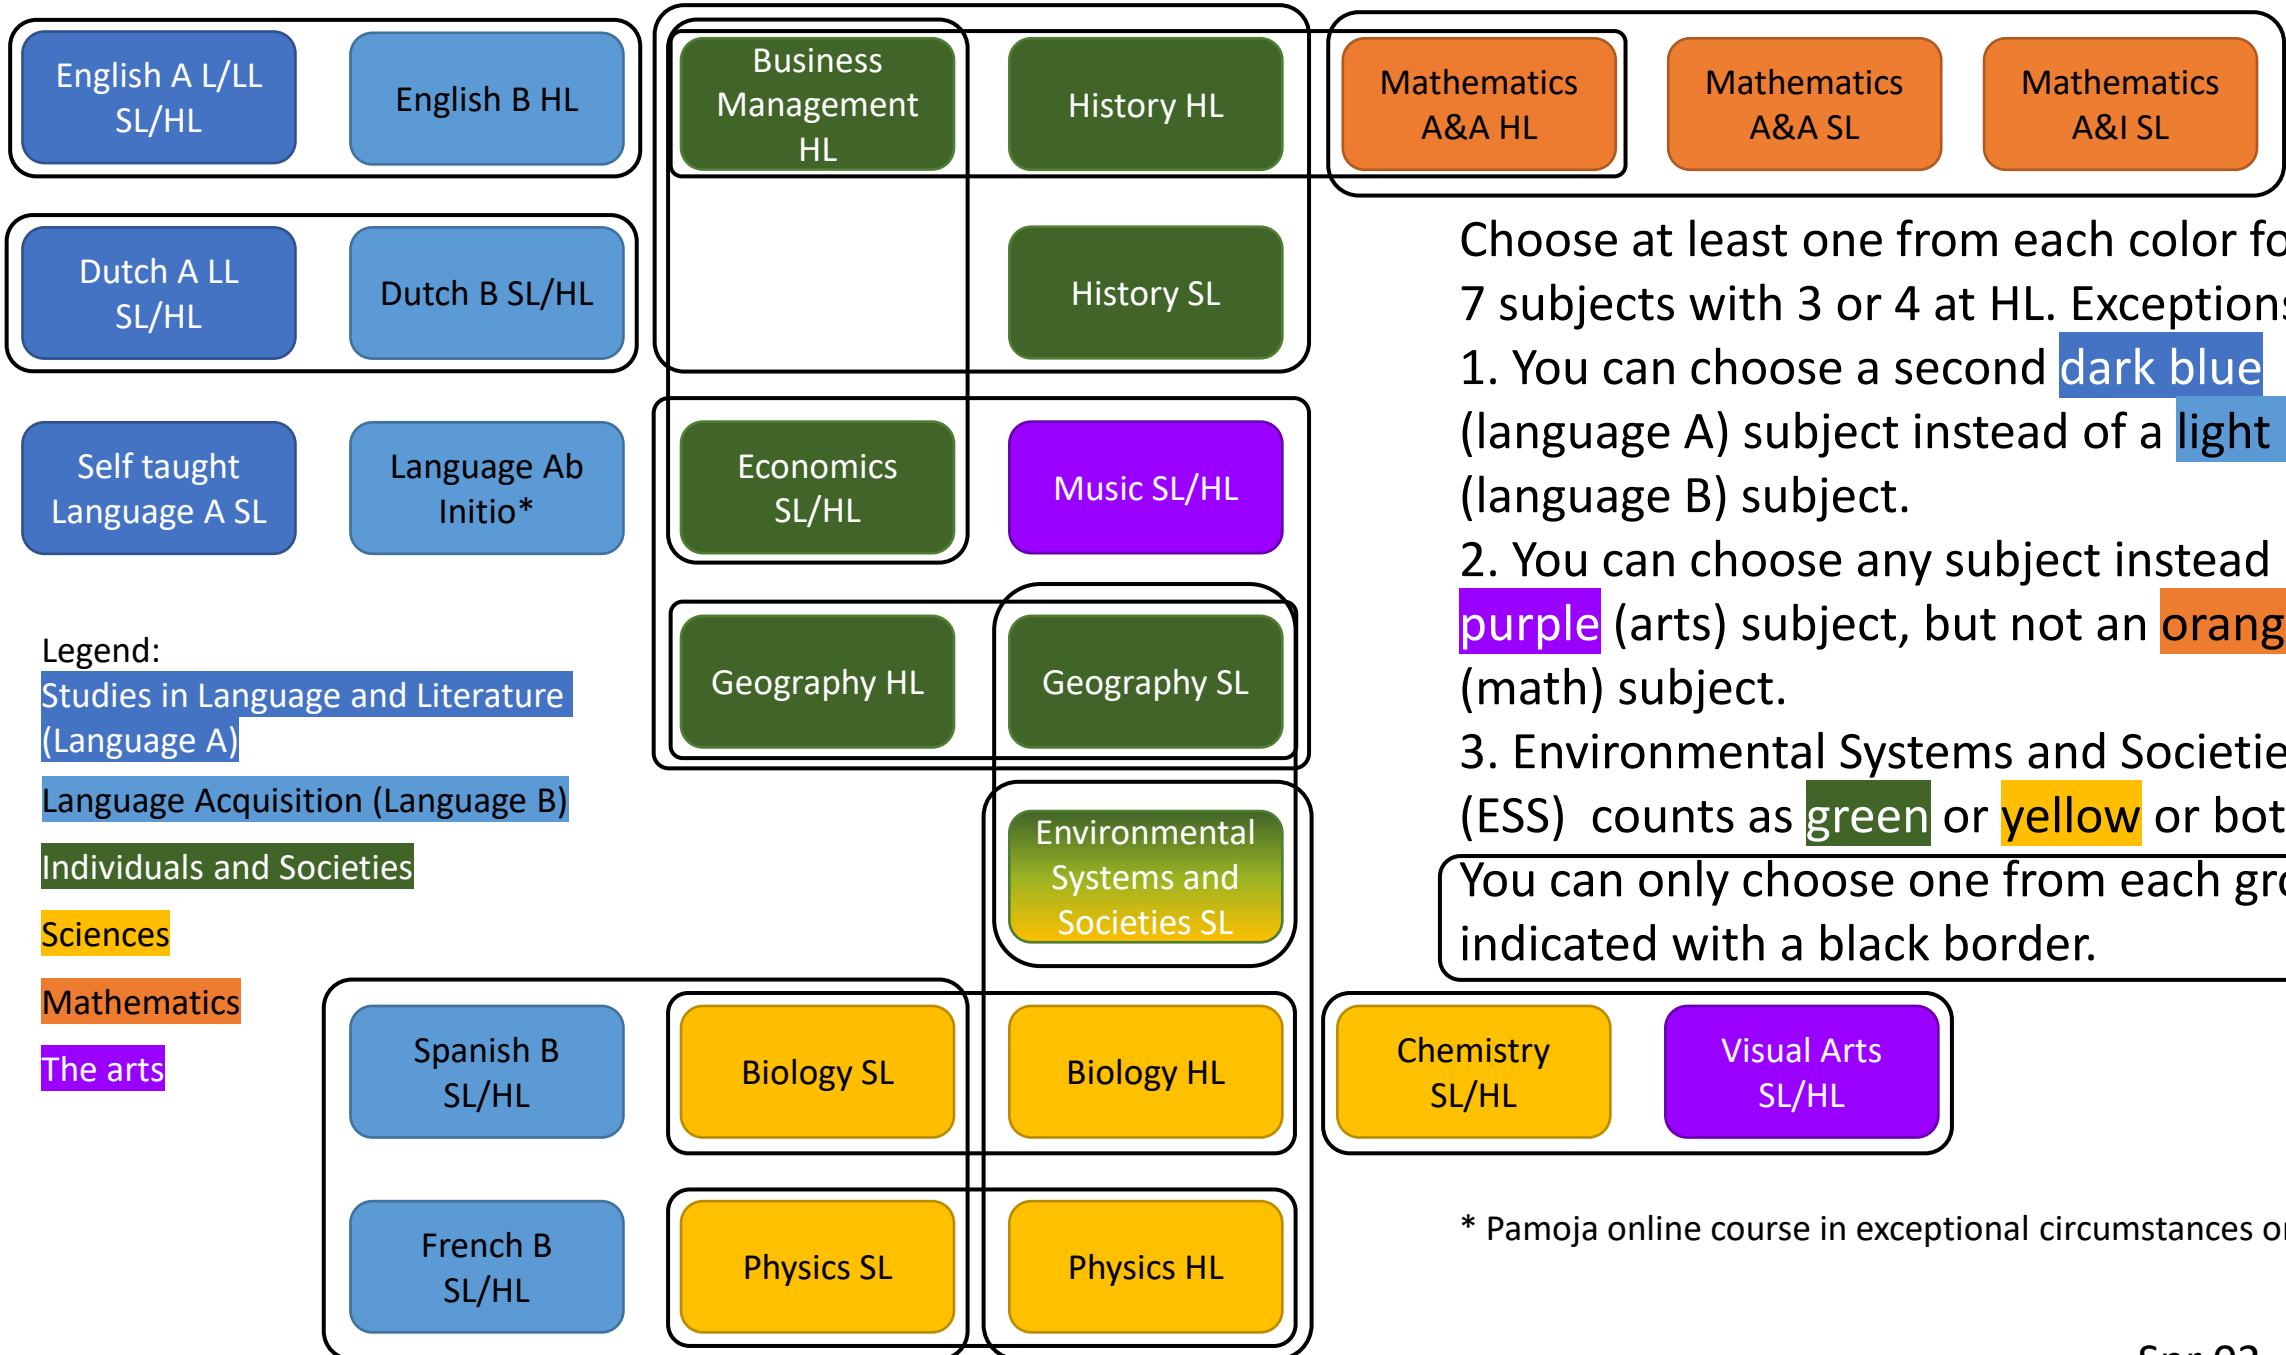 English A L/LL
SL/HL
English B HL
Business
Management
HL
History HL
Mathematics
A&A HL
Mathematics
A&A SL
Mathematics
A&I SL
Dutch A LL
SL/HL
Dutch B SL/HL
History SL
Self taught
Language A SL
Language Ab
Initio*
Economics
SL/HL
Music SL/HL
Geography HL
Geography SL
Environmental
Systems and
Societies SL
Choose at least one from each color fo
7 subjects with 3 or 4 at HL. Exceptions
1. You can choose a second dark blue
(language A) subject instead of a light
(language B) subject.
2. You can choose any subject instead
purple (arts) subject, but not an orang
(math) subject.
3. Environmental Systems and Societie
(ESS) counts as green or yellow or bot
You can only choose one from each gro
indicated with a black border.
Legend:
Studies in Language and Literature
(Language A)
Language Acquisition (Language B)
Individuals and Societies
Sciences
Mathematics
The arts
Spanish B
SL/HL
Biology SL
Biology HL
Chemistry
SL/HL
Visual Arts
SL/HL
French B
SL/HL
Physics SL
Physics HL
* Pamoja online course in exceptional circumstances or